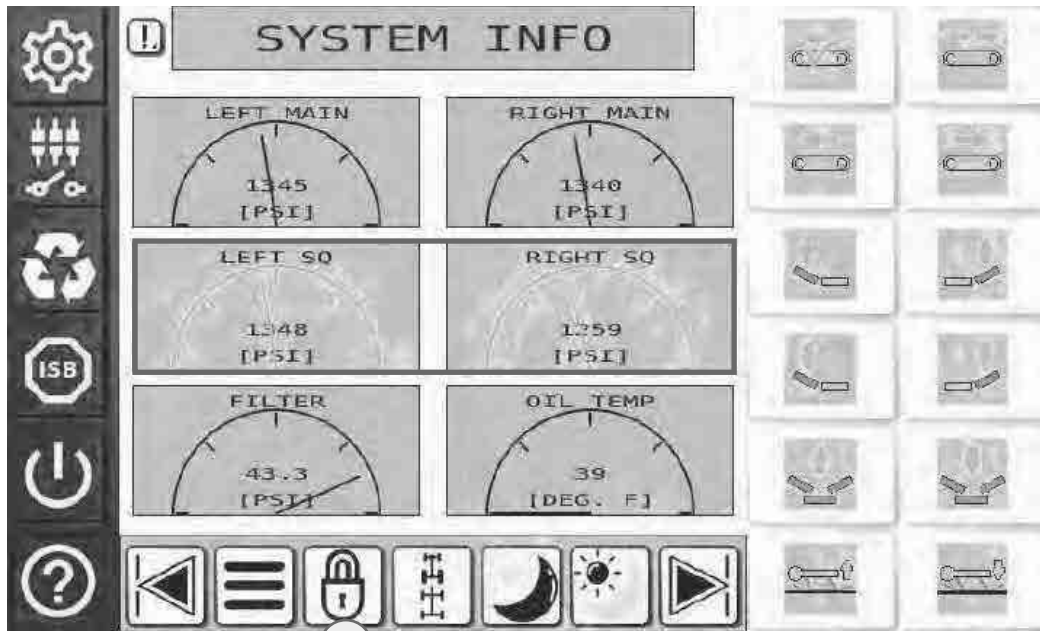 !
SYSTEM INFO
LEFT MAIN
1345
[PSI]
RIGHT MAIN
1340
[PSI]
LEFT SQ
1348
[PSI]
RIGHT SQ
[PSI]
FILTER
43.3
[PSI]
OIL TEMP
39
[DEG. F]
ISB
?